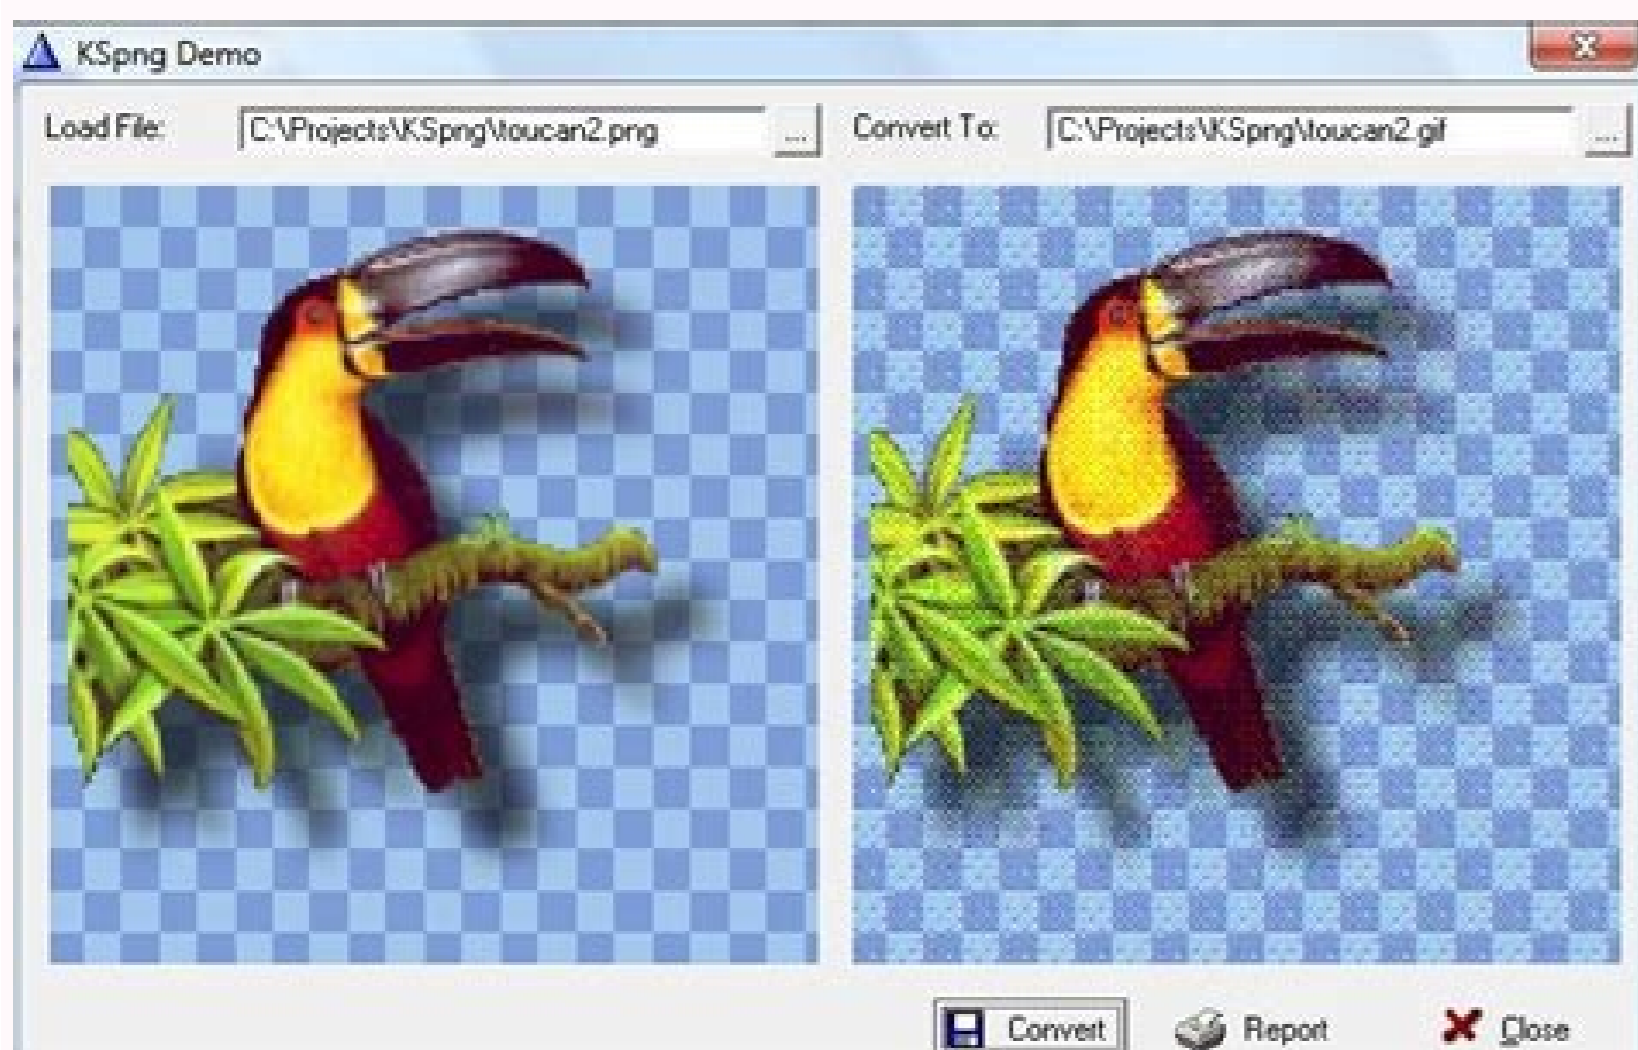 KSpng Demo
Load File: C:\Projects\KSpng\toucan2.png ... Convert To: C:\Projects\KSpng\toucan2.gif ...
Convert Report Close